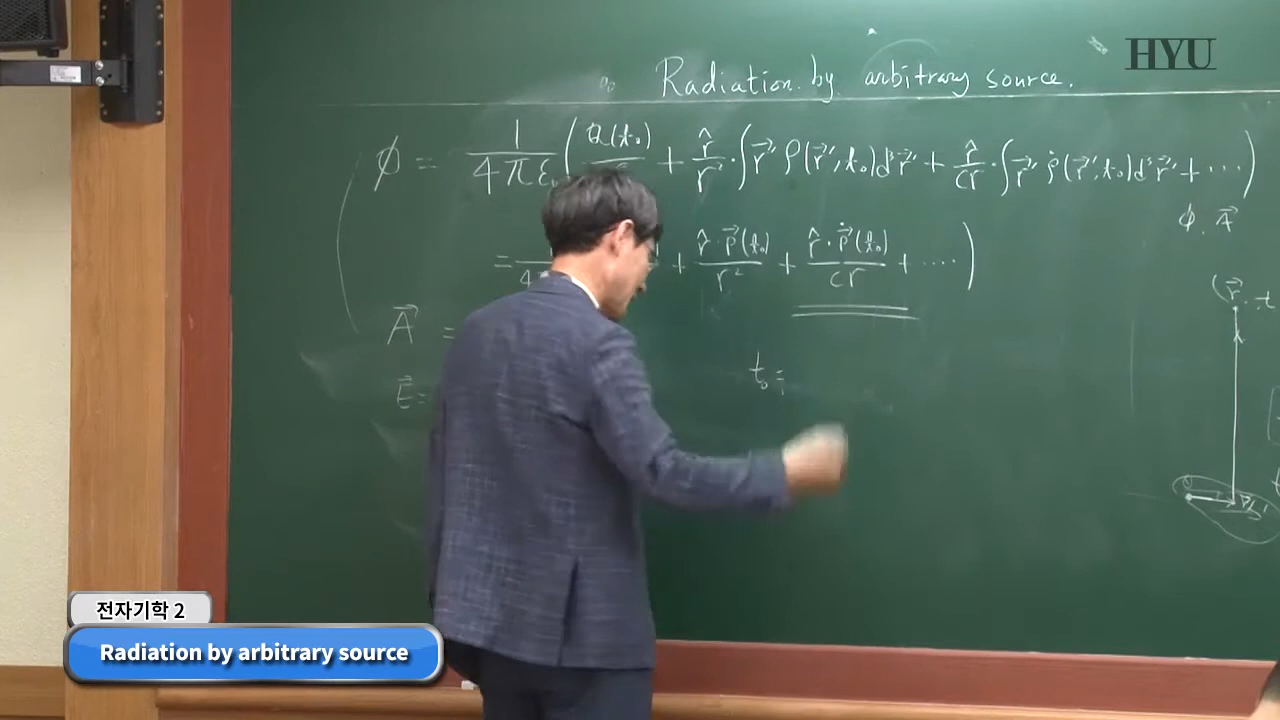 HYU
Radiation by arbitrary source.
φ = 1/4πε₀ ( Q(t₀) + r̂/r² · ∫ r⃗' ρ(r⃗', t₀) d³r⃗' + r̂/cr · ∫ r⃗' ρ̇(r⃗', t₀) d³r⃗' + ··· )
φ, A⃗
= + r̂ · p⃗(t₀)/r² + r̂ · p⃗̇(t₀)/cr + ···· )
(r⃗, t
A⃗ =
t₀ =
E⃗ =
전자기학 2
Radiation by arbitrary source